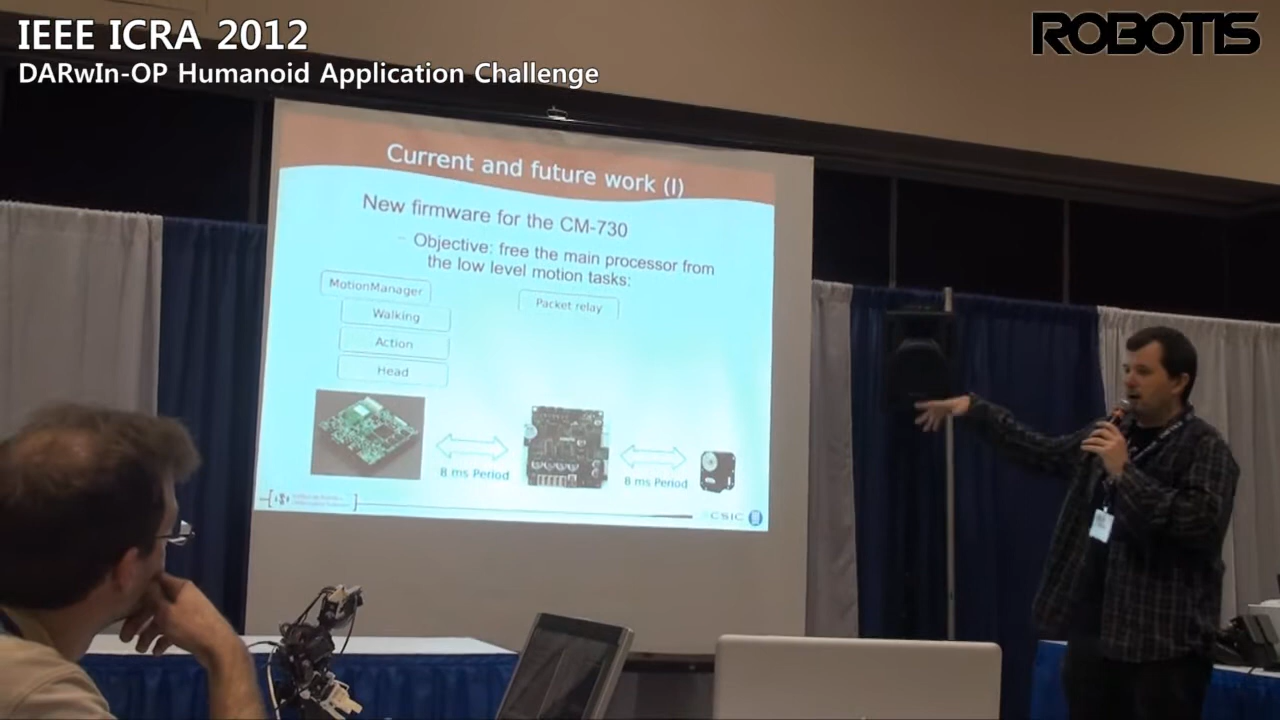 IEEE ICRA 2012
DARwIn-OP Humanoid Application Challenge
ROBOTIS
Current and future work (I)
New firmware for the CM-730
– Objective: free the main processor from
the low level motion tasks:
MotionManager
Packet relay
Walking
Action
Head
8 ms Period
8 ms Period
CSIC